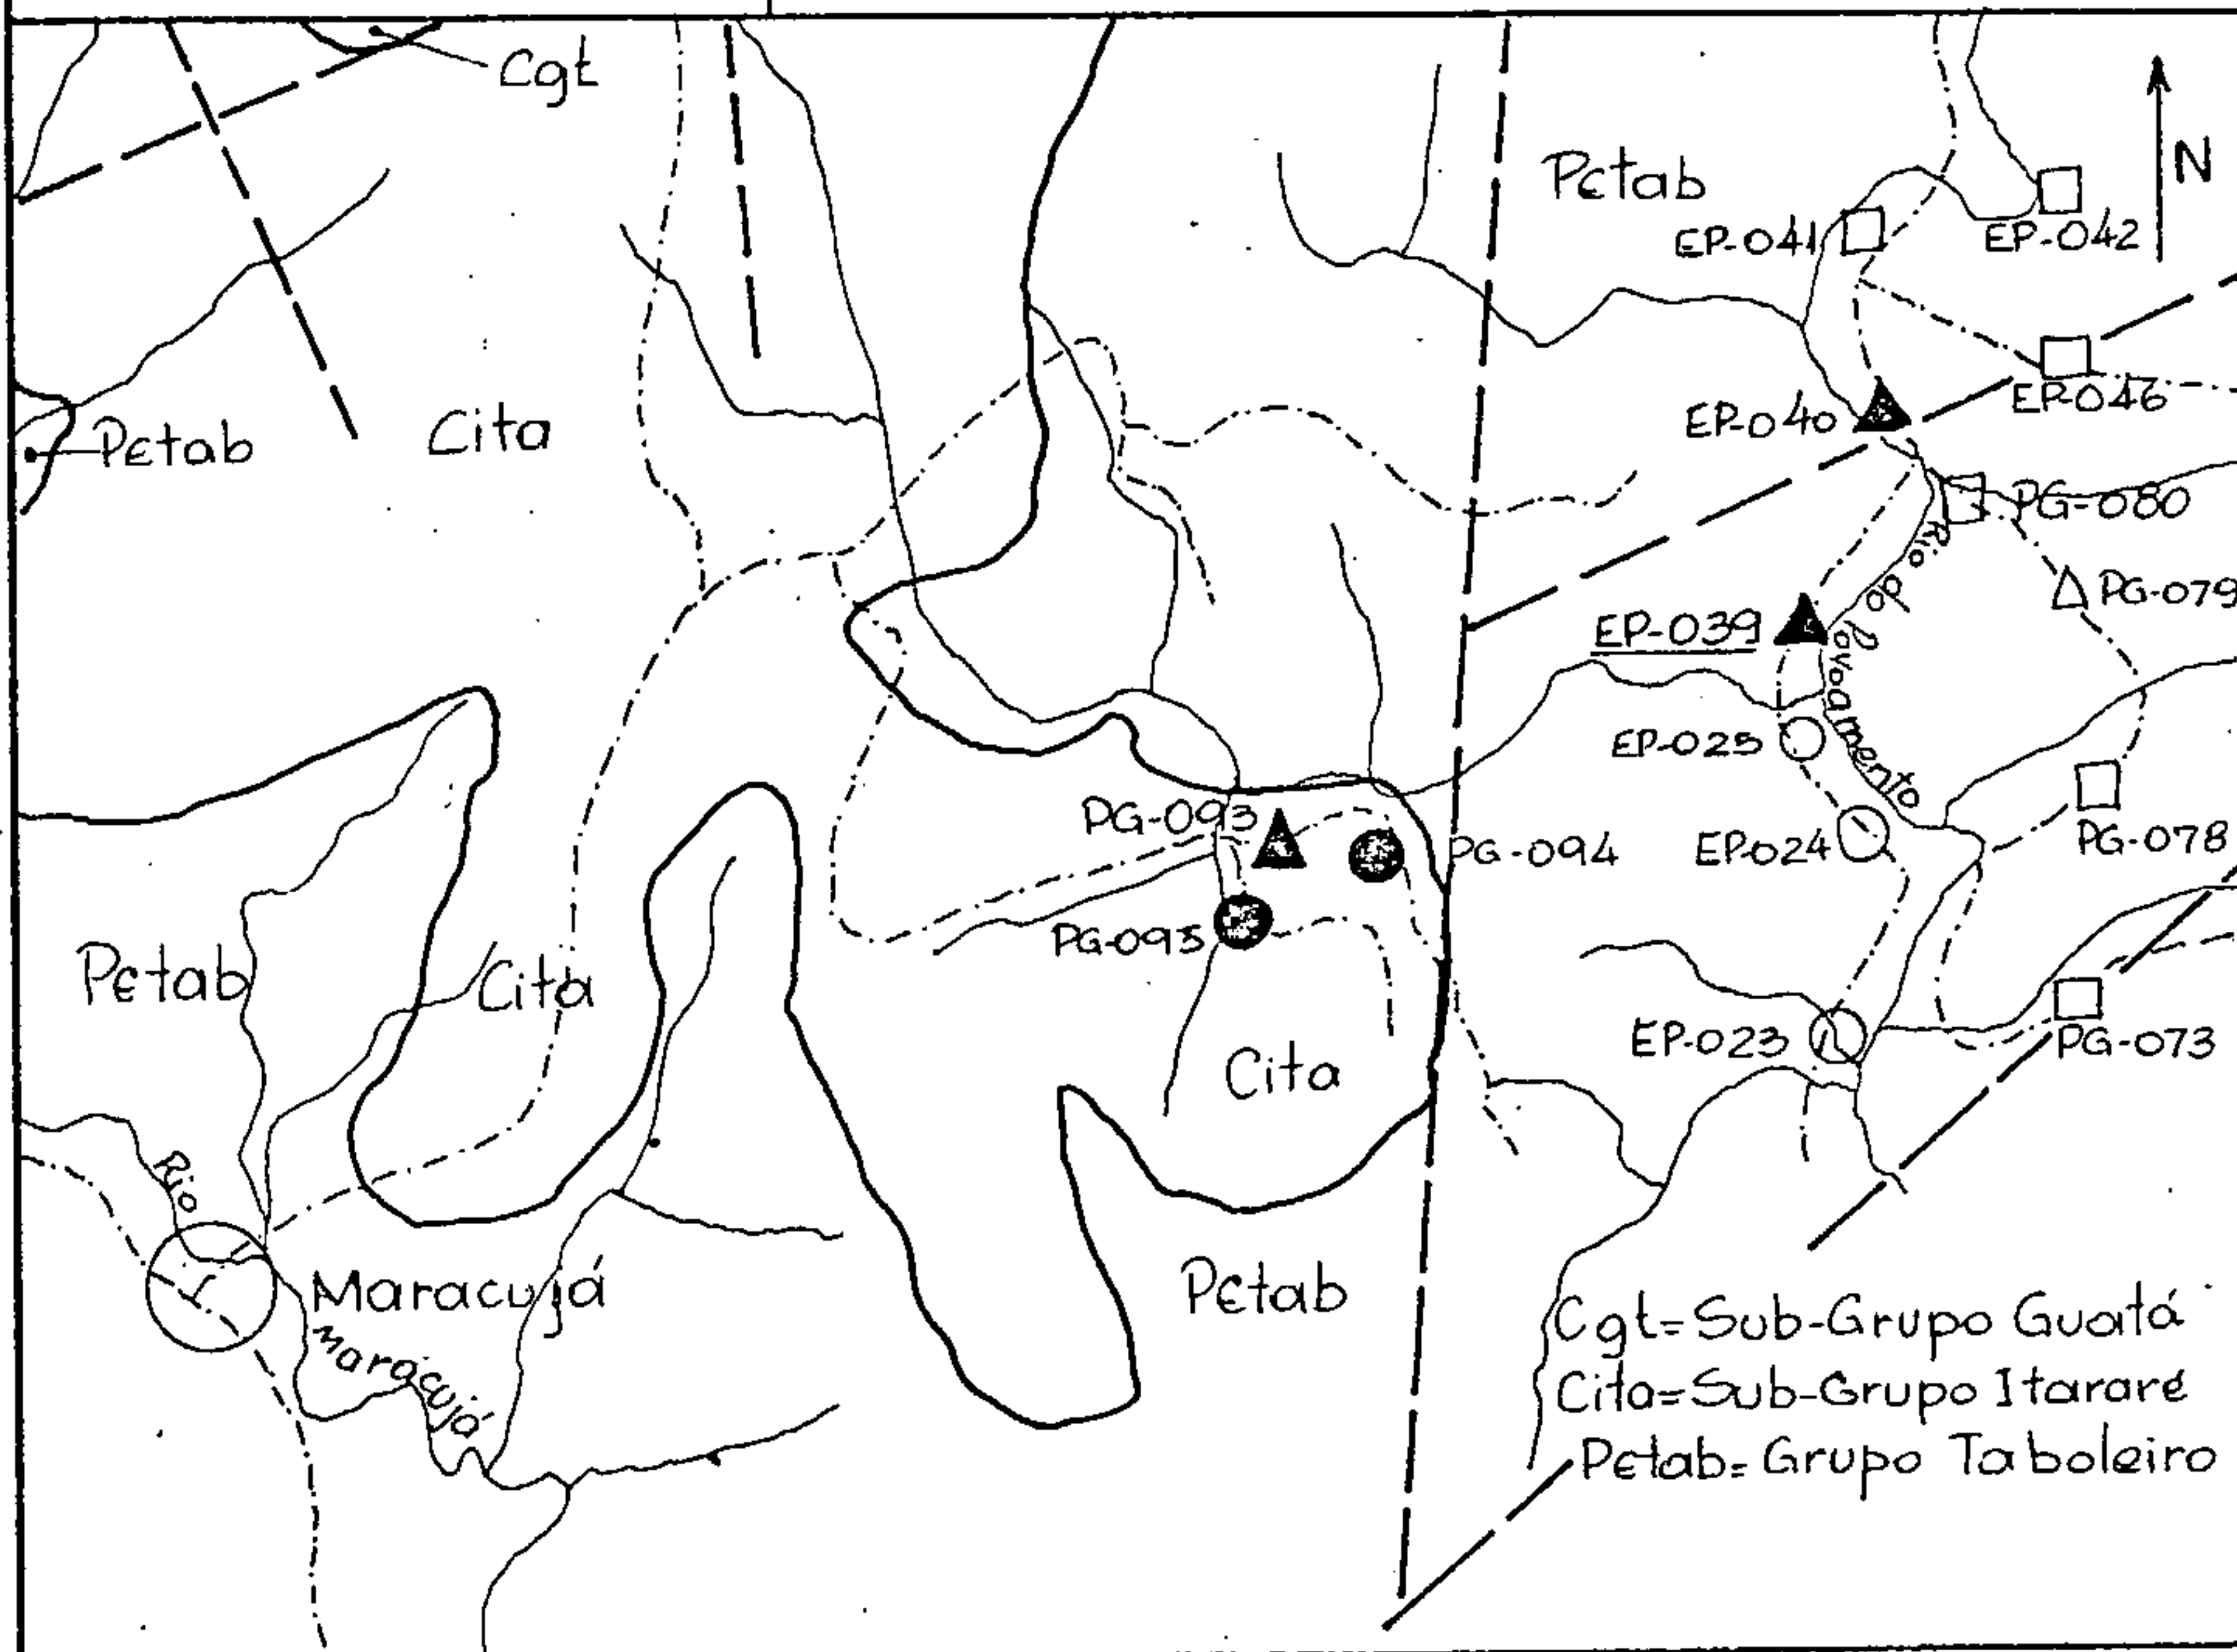 Cgt
N
Petab
EP-041
EP-042
EP-046
EP-040
Petab
Cita
PG-080
PG-079
EP-039
Rio do Povoamento
EP-025
PG-093
PG-094
EP-024
PG-078
PG-095
Petab
Cita
EP-023
PG-073
Cita
Rio
Maracujá
Petab
Maracujá
Cgt=Sub-Grupo Guatá
Cita=Sub-Grupo Itararé
Petab=Grupo Taboleiro